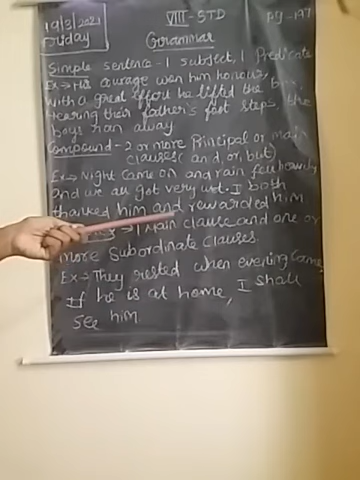 19/3/2021 VIII-STD Pg-197
Friday
Grammar
Simple sentence - 1 subject, 1 Predicate
Ex→ His courage won him honour,
With a great effort he lifted the
Hearing their father's foot steps, the
boys ran away
Compound - 2 or more Principal or main
clauses (and, or, but)
Ex→ Night came on and rain fell heavily
and we all got very wet. I both
thanked him and rewarded him
→ 1 Main clause and one or
more Subordinate clauses.
Ex→ They rested when evening came
If he is at home, I shall
see him.